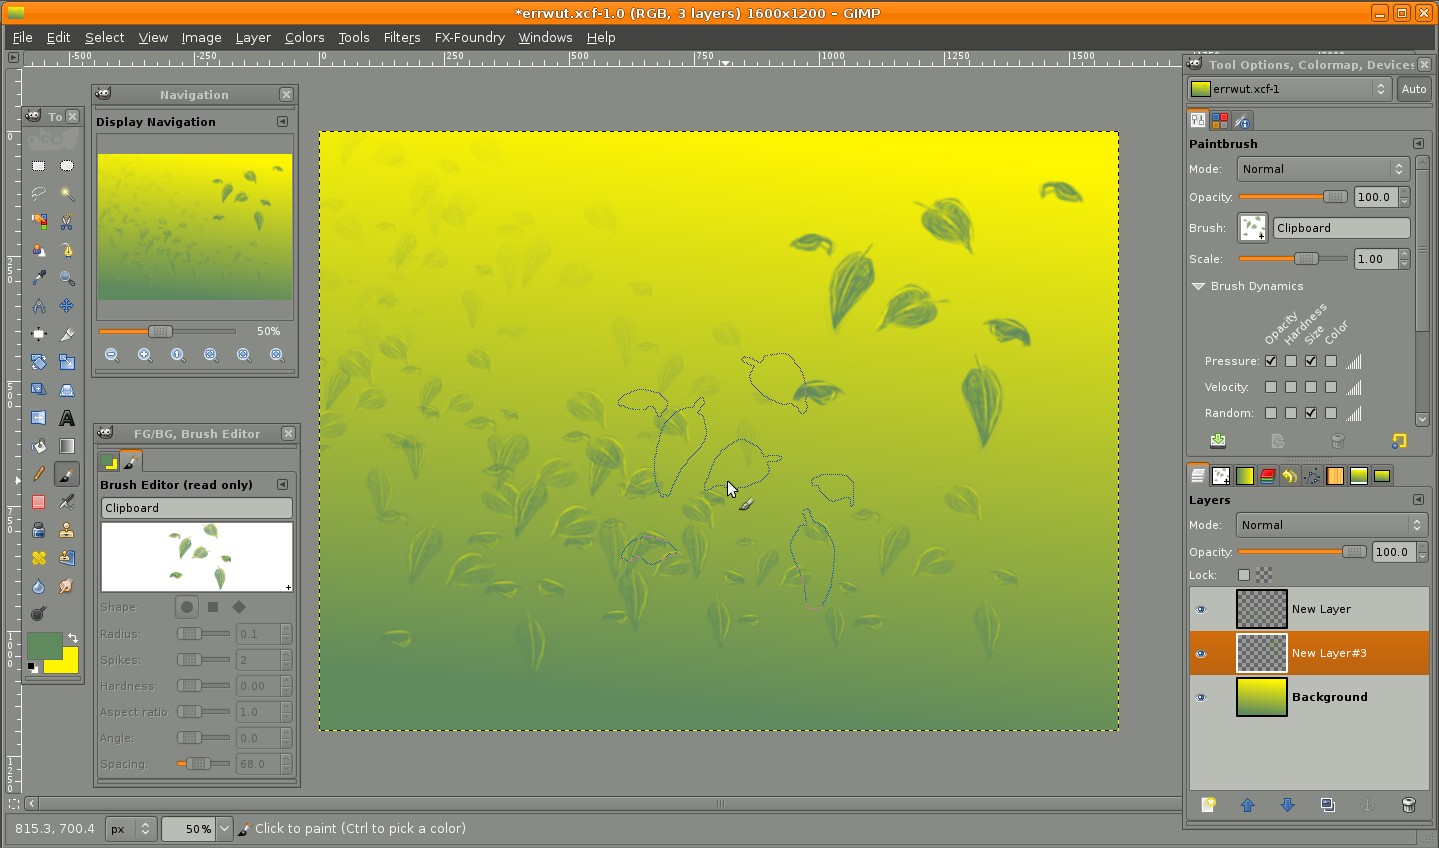 *errwut.xcf-1.0 (RGB, 3 layers) 1600x1200 – GIMP
File Edit Select View Image Layer Colors Tools Filters FX-Foundry Windows Help
-500 -250 0 250 500 750 1000 1250 1500
0
250
500
750
1000
1250
To
Navigation
Display Navigation
50%
FG/BG, Brush Editor
Brush Editor (read only)
Clipboard
Shape:
Radius: 0.1
Spikes: 2
Hardness: 0.00
Aspect ratio: 1.0
Angle: 0.0
Spacing: 68.0
Tool Options, Colormap, Devices
errwut.xcf-1 Auto
Paintbrush
Mode: Normal
Opacity: 100.0
Brush: Clipboard
Scale: 1.00
Brush Dynamics
Opacity Hardness Size Color
Pressure:
Velocity:
Random:
Layers
Mode: Normal
Opacity: 100.0
Lock:
New Layer
New Layer#3
Background
815.3, 700.4 px 50% Click to paint (Ctrl to pick a color)